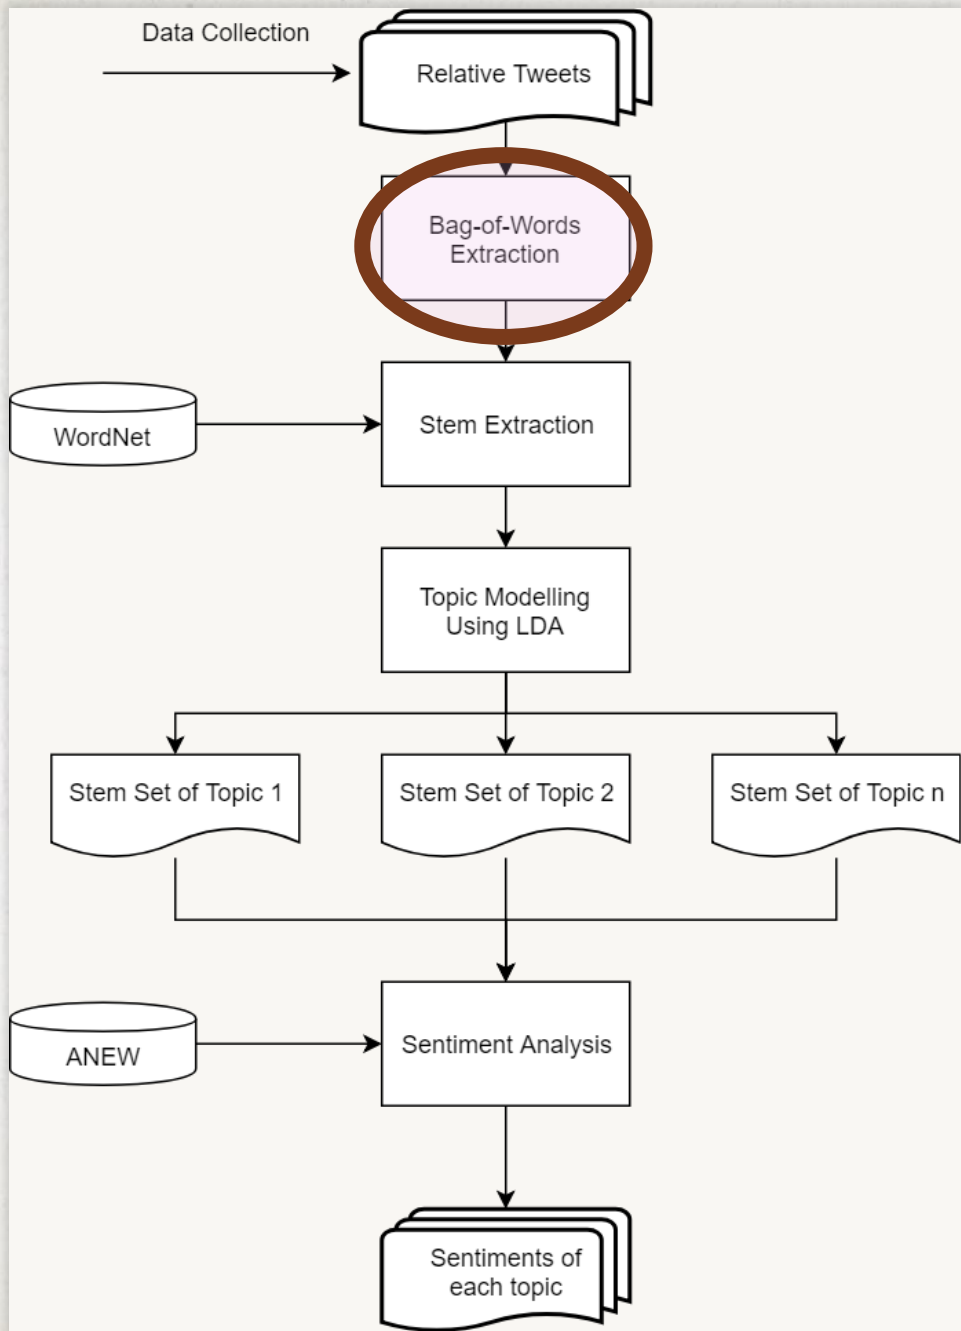 Data Collection
Relative Tweets
Bag-of-Words
Extraction
WordNet
Stem Extraction
Topic Modelling
Using LDA
Stem Set of Topic 1
Stem Set of Topic 2
Stem Set of Topic n
ANEW
Sentiment Analysis
Sentiments of
each topic